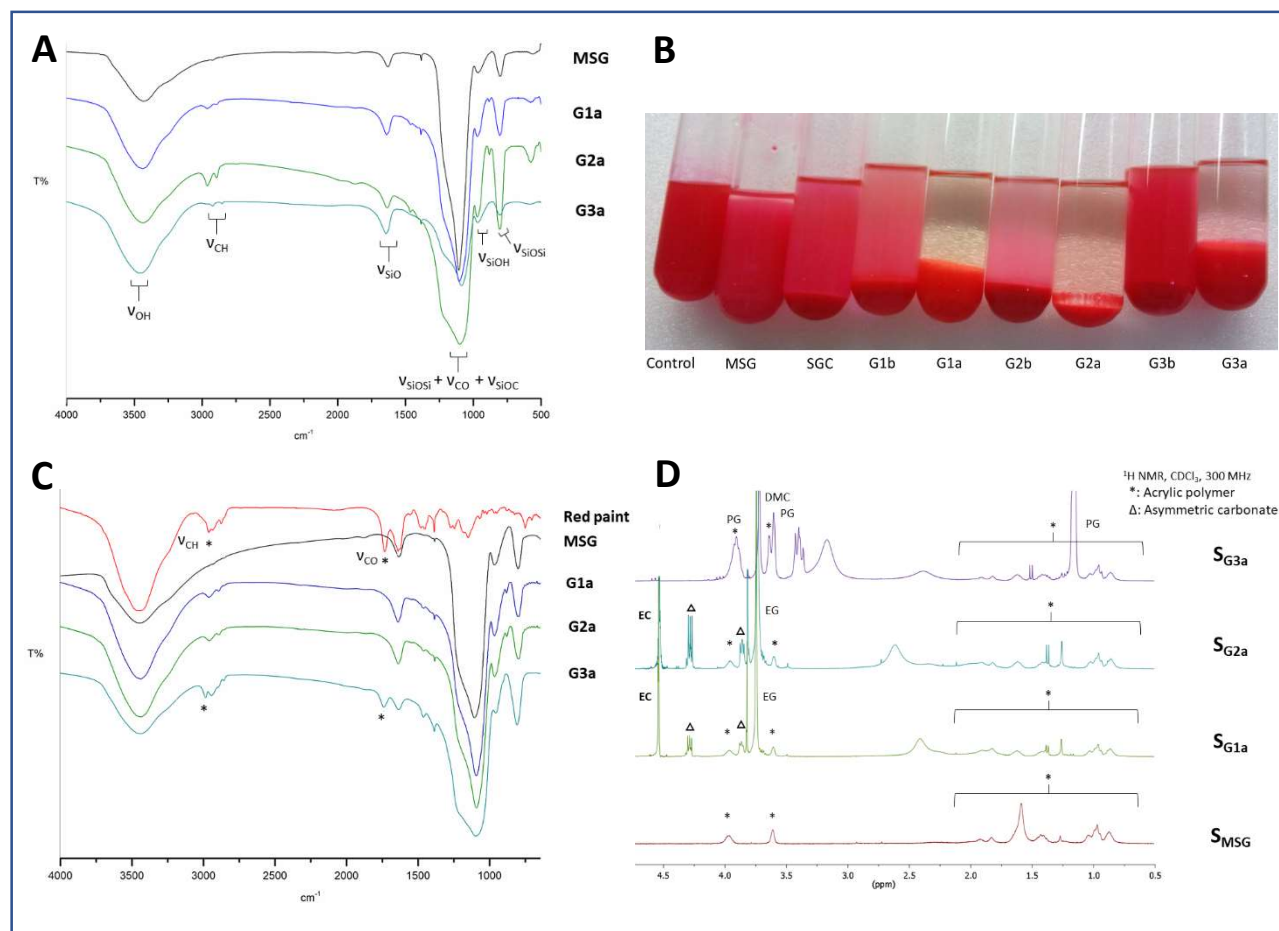 A
MSG
G1a
G2a
G3a
T%
νCH
νSiO
νSiOH
νSiOSi
νOH
νSiOSi + νCO + νSiOC
4000 3500 3000 2500 2000 1500 1000 500
cm-1
B
Control MSG SGC G1b G1a G2b G2a G3b G3a
C
Red paint
MSG
G1a
G2a
G3a
νCH
*
νCO
*
T%
*
*
4000 3500 3000 2500 2000 1500 1000
cm-1
D
1H NMR, CDCl3, 300 MHz
*: Acrylic polymer
Δ: Asymmetric carbonate
DMC
PG * * PG * PG
SG3a
EC Δ EG *
* Δ *
SG2a
EC Δ EG *
* Δ *
SG1a
* * *
SMSG
4.5 4.0 3.5 3.0 2.5 2.0 1.5 1.0 0.5
(ppm)